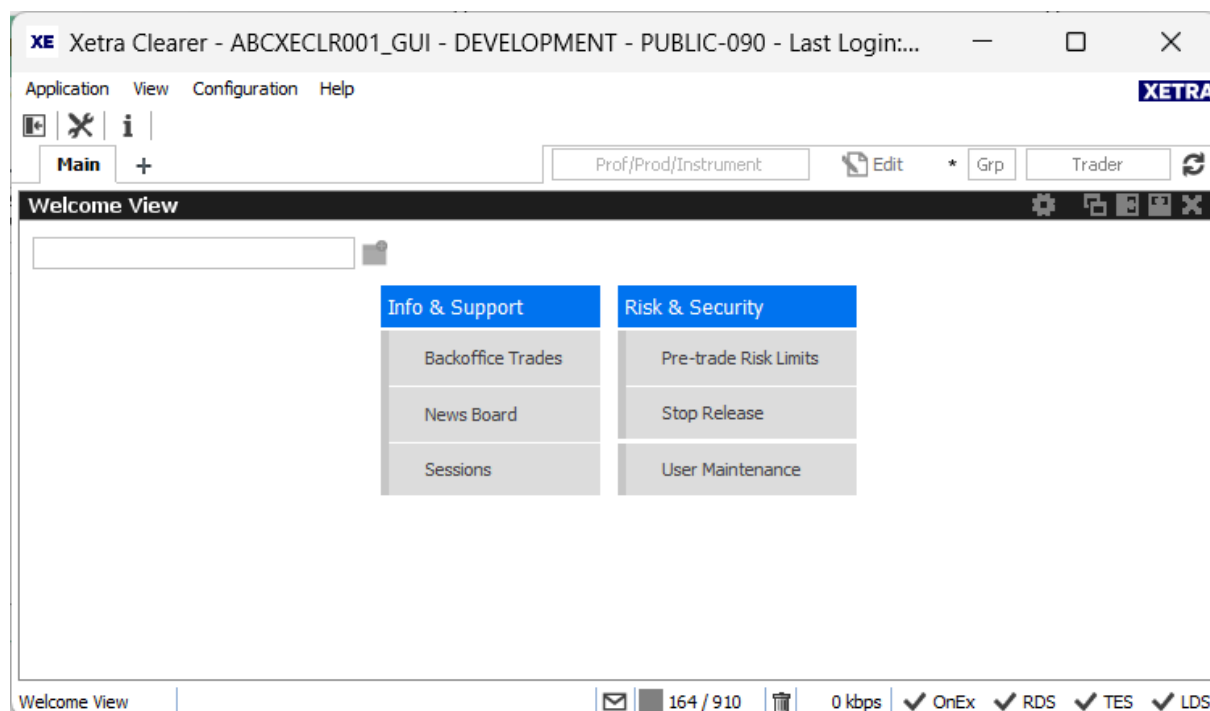 XE Xetra Clearer - ABCXECLR001_GUI - DEVELOPMENT - PUBLIC-090 - Last Login:...
Application View Configuration Help XETRA
Main + Prof/Prod/Instrument Edit * Grp Trader
Welcome View
Info & Support
Backoffice Trades
News Board
Sessions
Risk & Security
Pre-trade Risk Limits
Stop Release
User Maintenance
Welcome View 164 / 910 0 kbps OnEx RDS TES LDS